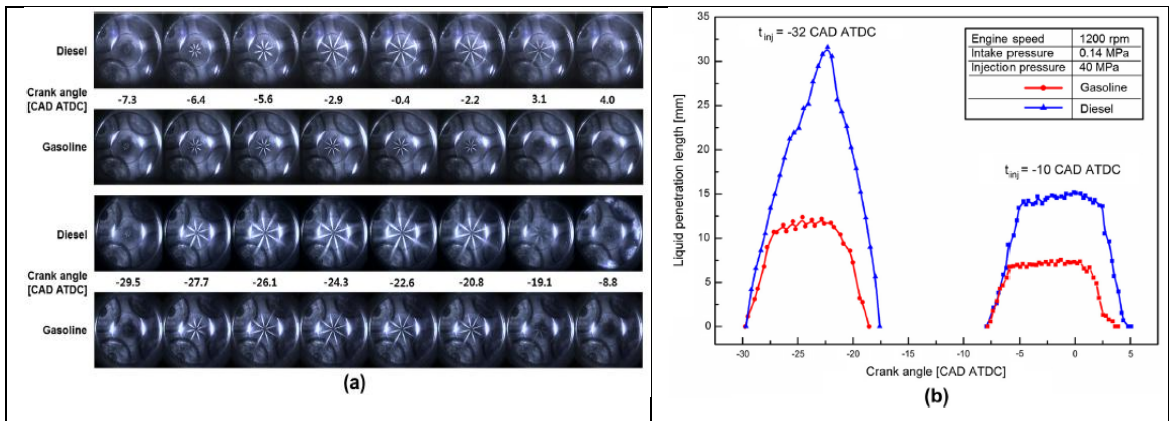 Diesel
Crank angle
[CAD ATDC]
-7.3 -6.4 -5.6 -2.9 -0.4 -2.2 3.1 4.0
Gasoline
Diesel
Crank angle
[CAD ATDC]
-29.5 -27.7 -26.1 -24.3 -22.6 -20.8 -19.1 -8.8
Gasoline
(a)
t inj = -32 CAD ATDC
Engine speed 1200 rpm
Intake pressure 0.14 MPa
Injection pressure 40 MPa
Gasoline
Diesel
t inj = -10 CAD ATDC
Liquid penetration length [mm]
35
30
25
20
15
10
5
0
-30 -25 -20 -15 -10 -5 0 5
Crank angle [CAD ATDC]
(b)